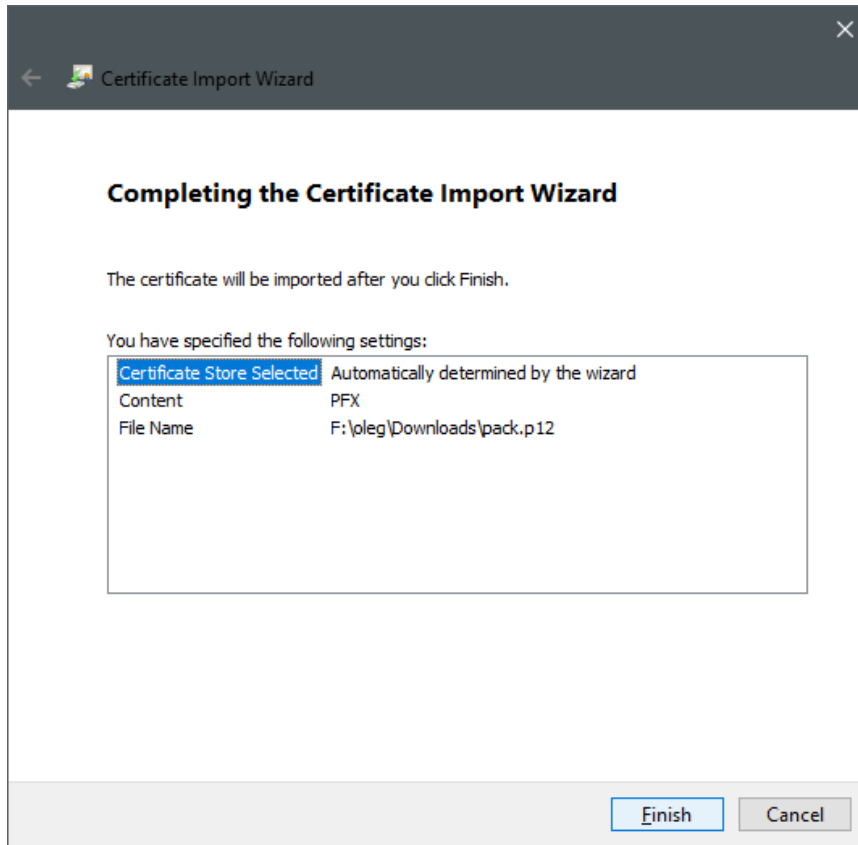 Certificate Import Wizard
Completing the Certificate Import Wizard
The certificate will be imported after you click Finish.
You have specified the following settings:
Certificate Store Selected Automatically determined by the wizard
Content PFX
File Name F:\oleg\Downloads\pack.p12
Finish Cancel